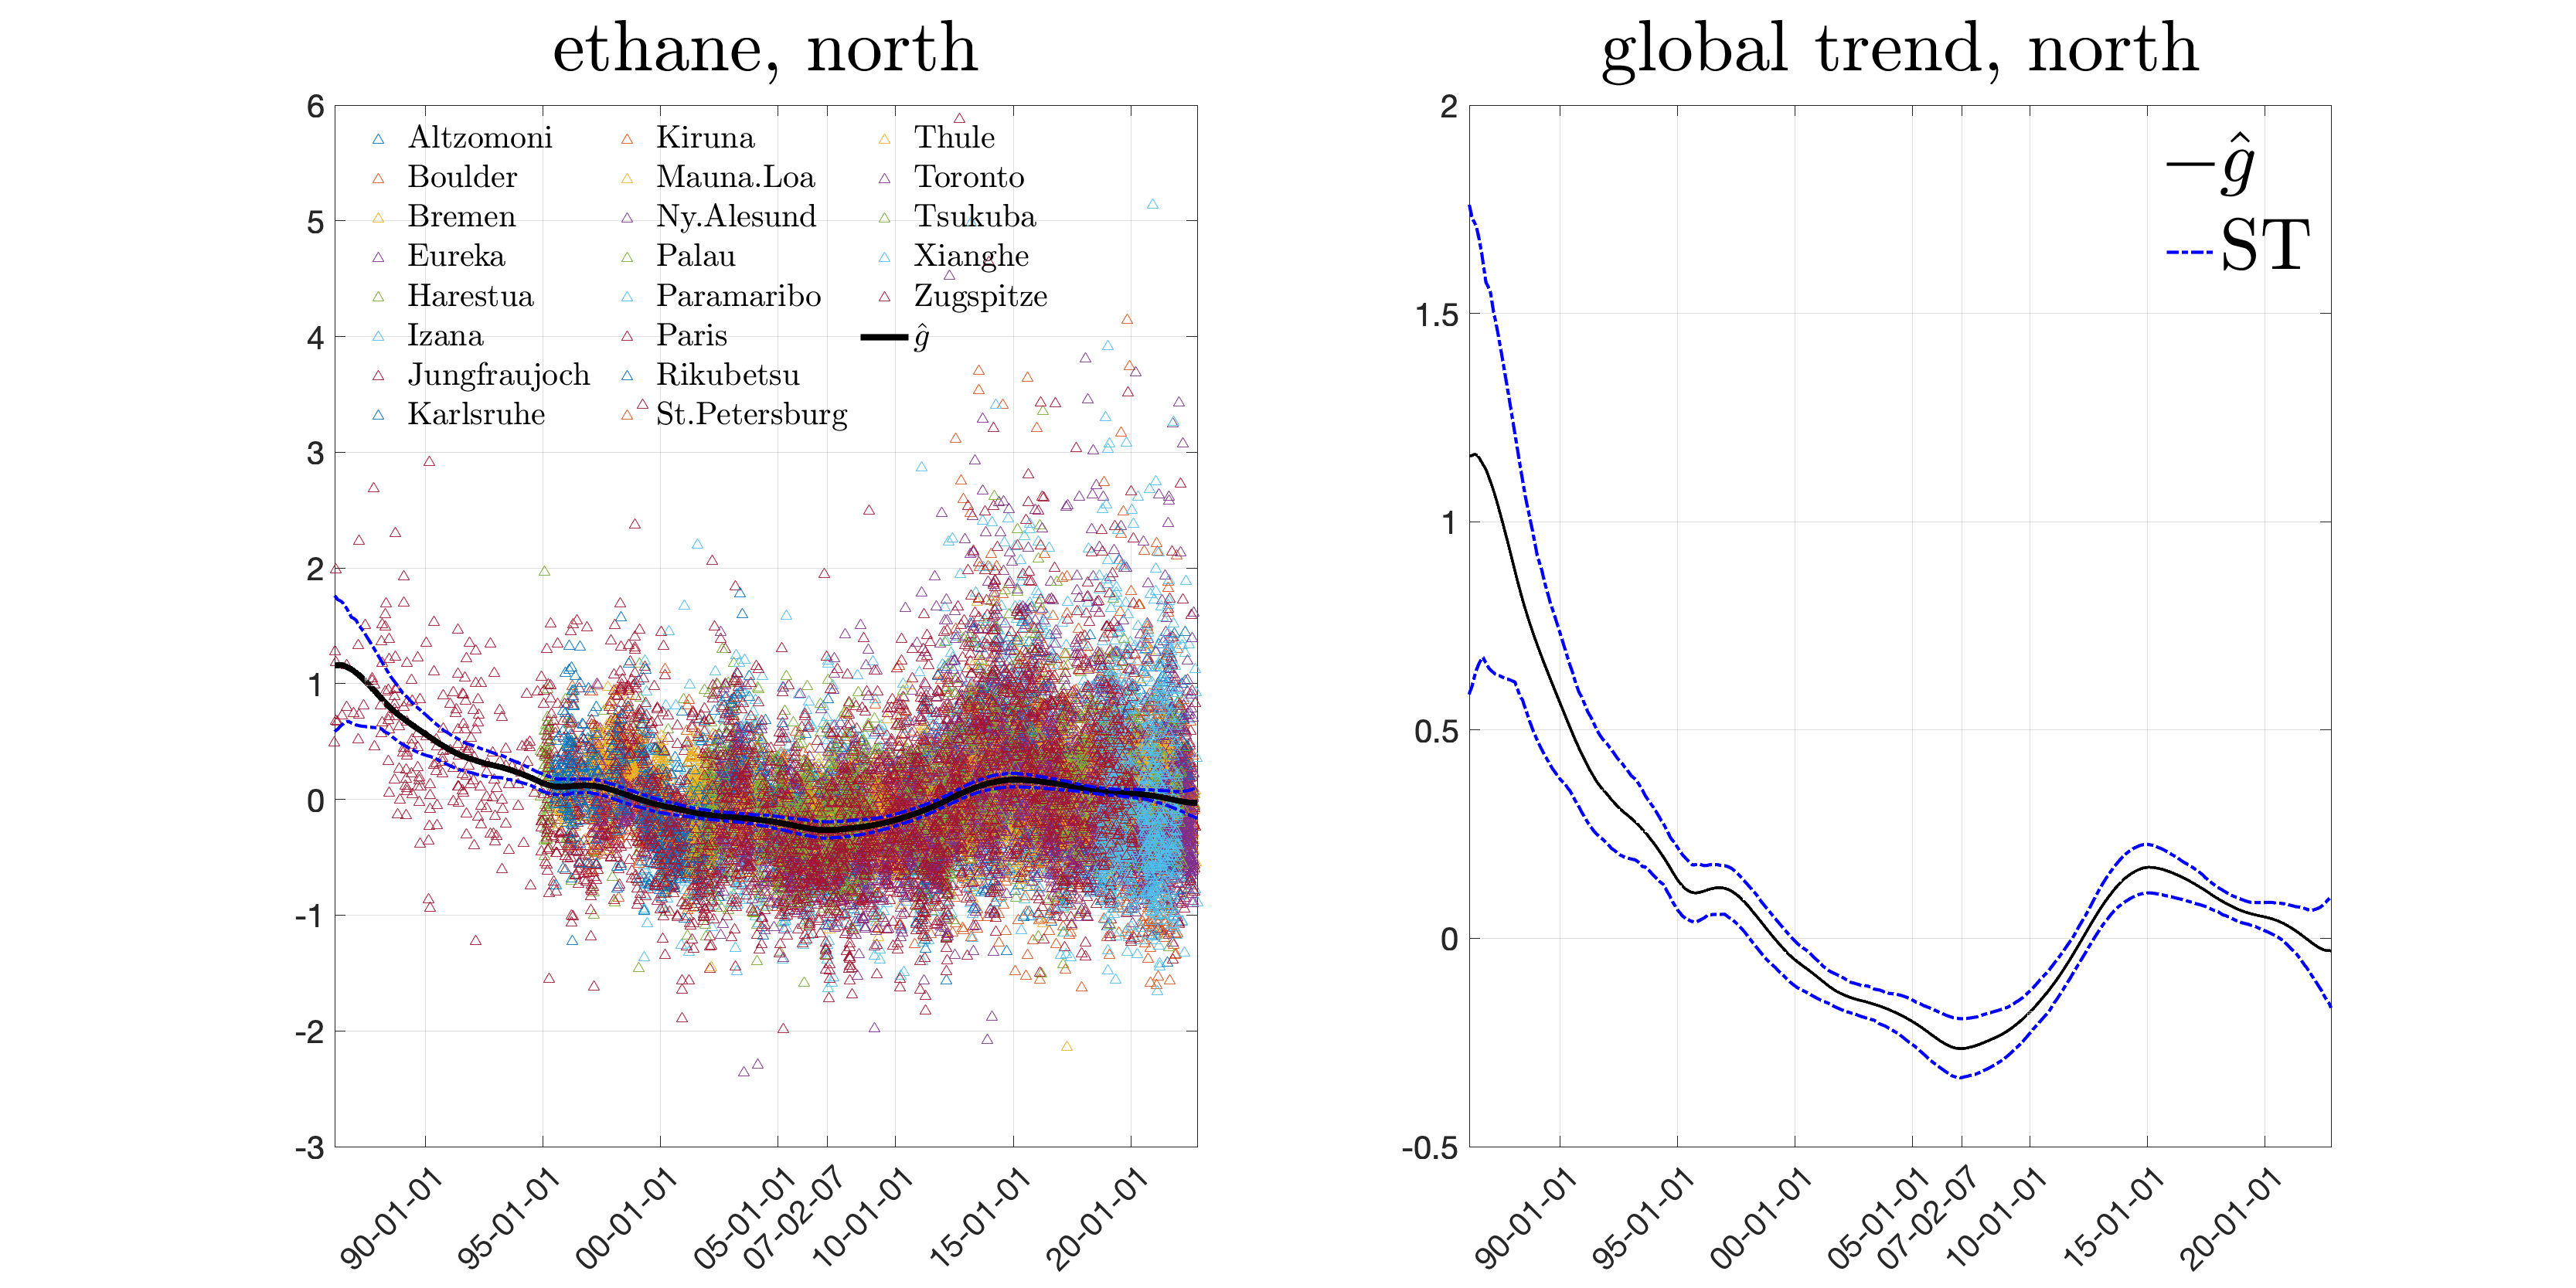 ethane, north
6
5
4
3
2
1
0
-1
-2
-3
Altzomoni
Boulder
Bremen
Eureka
Harestua
Izana
Jungfraujoch
Karlsruhe
Kiruna
Mauna.Loa
Ny.Alesund
Palau
Paramaribo
Paris
Rikubetsu
St.Petersburg
Thule
Toronto
Tsukuba
Xianghe
Zugspitze
ĝ
90-01-01
95-01-01
00-01-01
05-01-01
07-02-07
10-01-01
15-01-01
20-01-01
global trend, north
2
1.5
1
0.5
0
-0.5
ĝ
ST
90-01-01
95-01-01
00-01-01
05-01-01
07-02-07
10-01-01
15-01-01
20-01-01